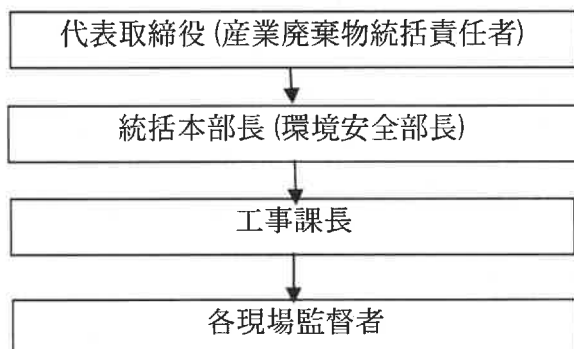 代表取締役(産業廃棄物統括責任者)
統括本部長(環境安全部長)
工事課長
各現場監督者